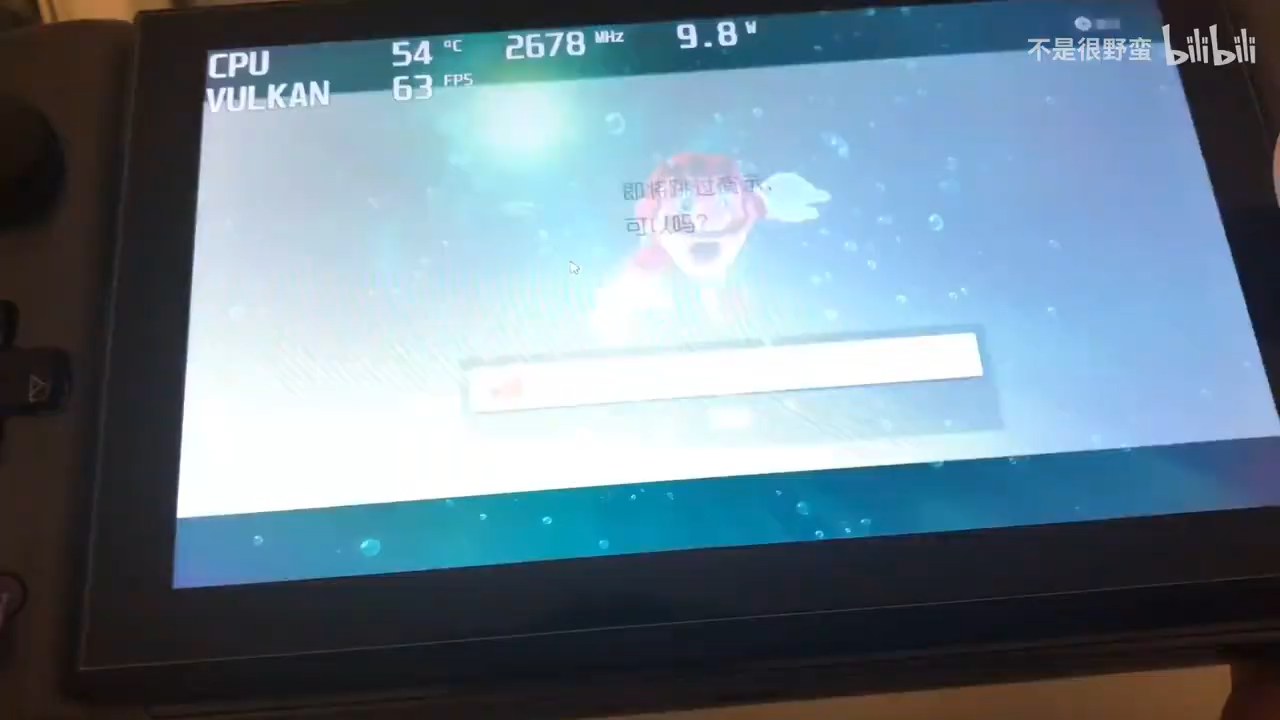 CPU 54 °C 2678 MHz 9.8 W
VULKAN 63 FPS
不是很野蛮 bilibili
即将跳过演示，
可以吗？